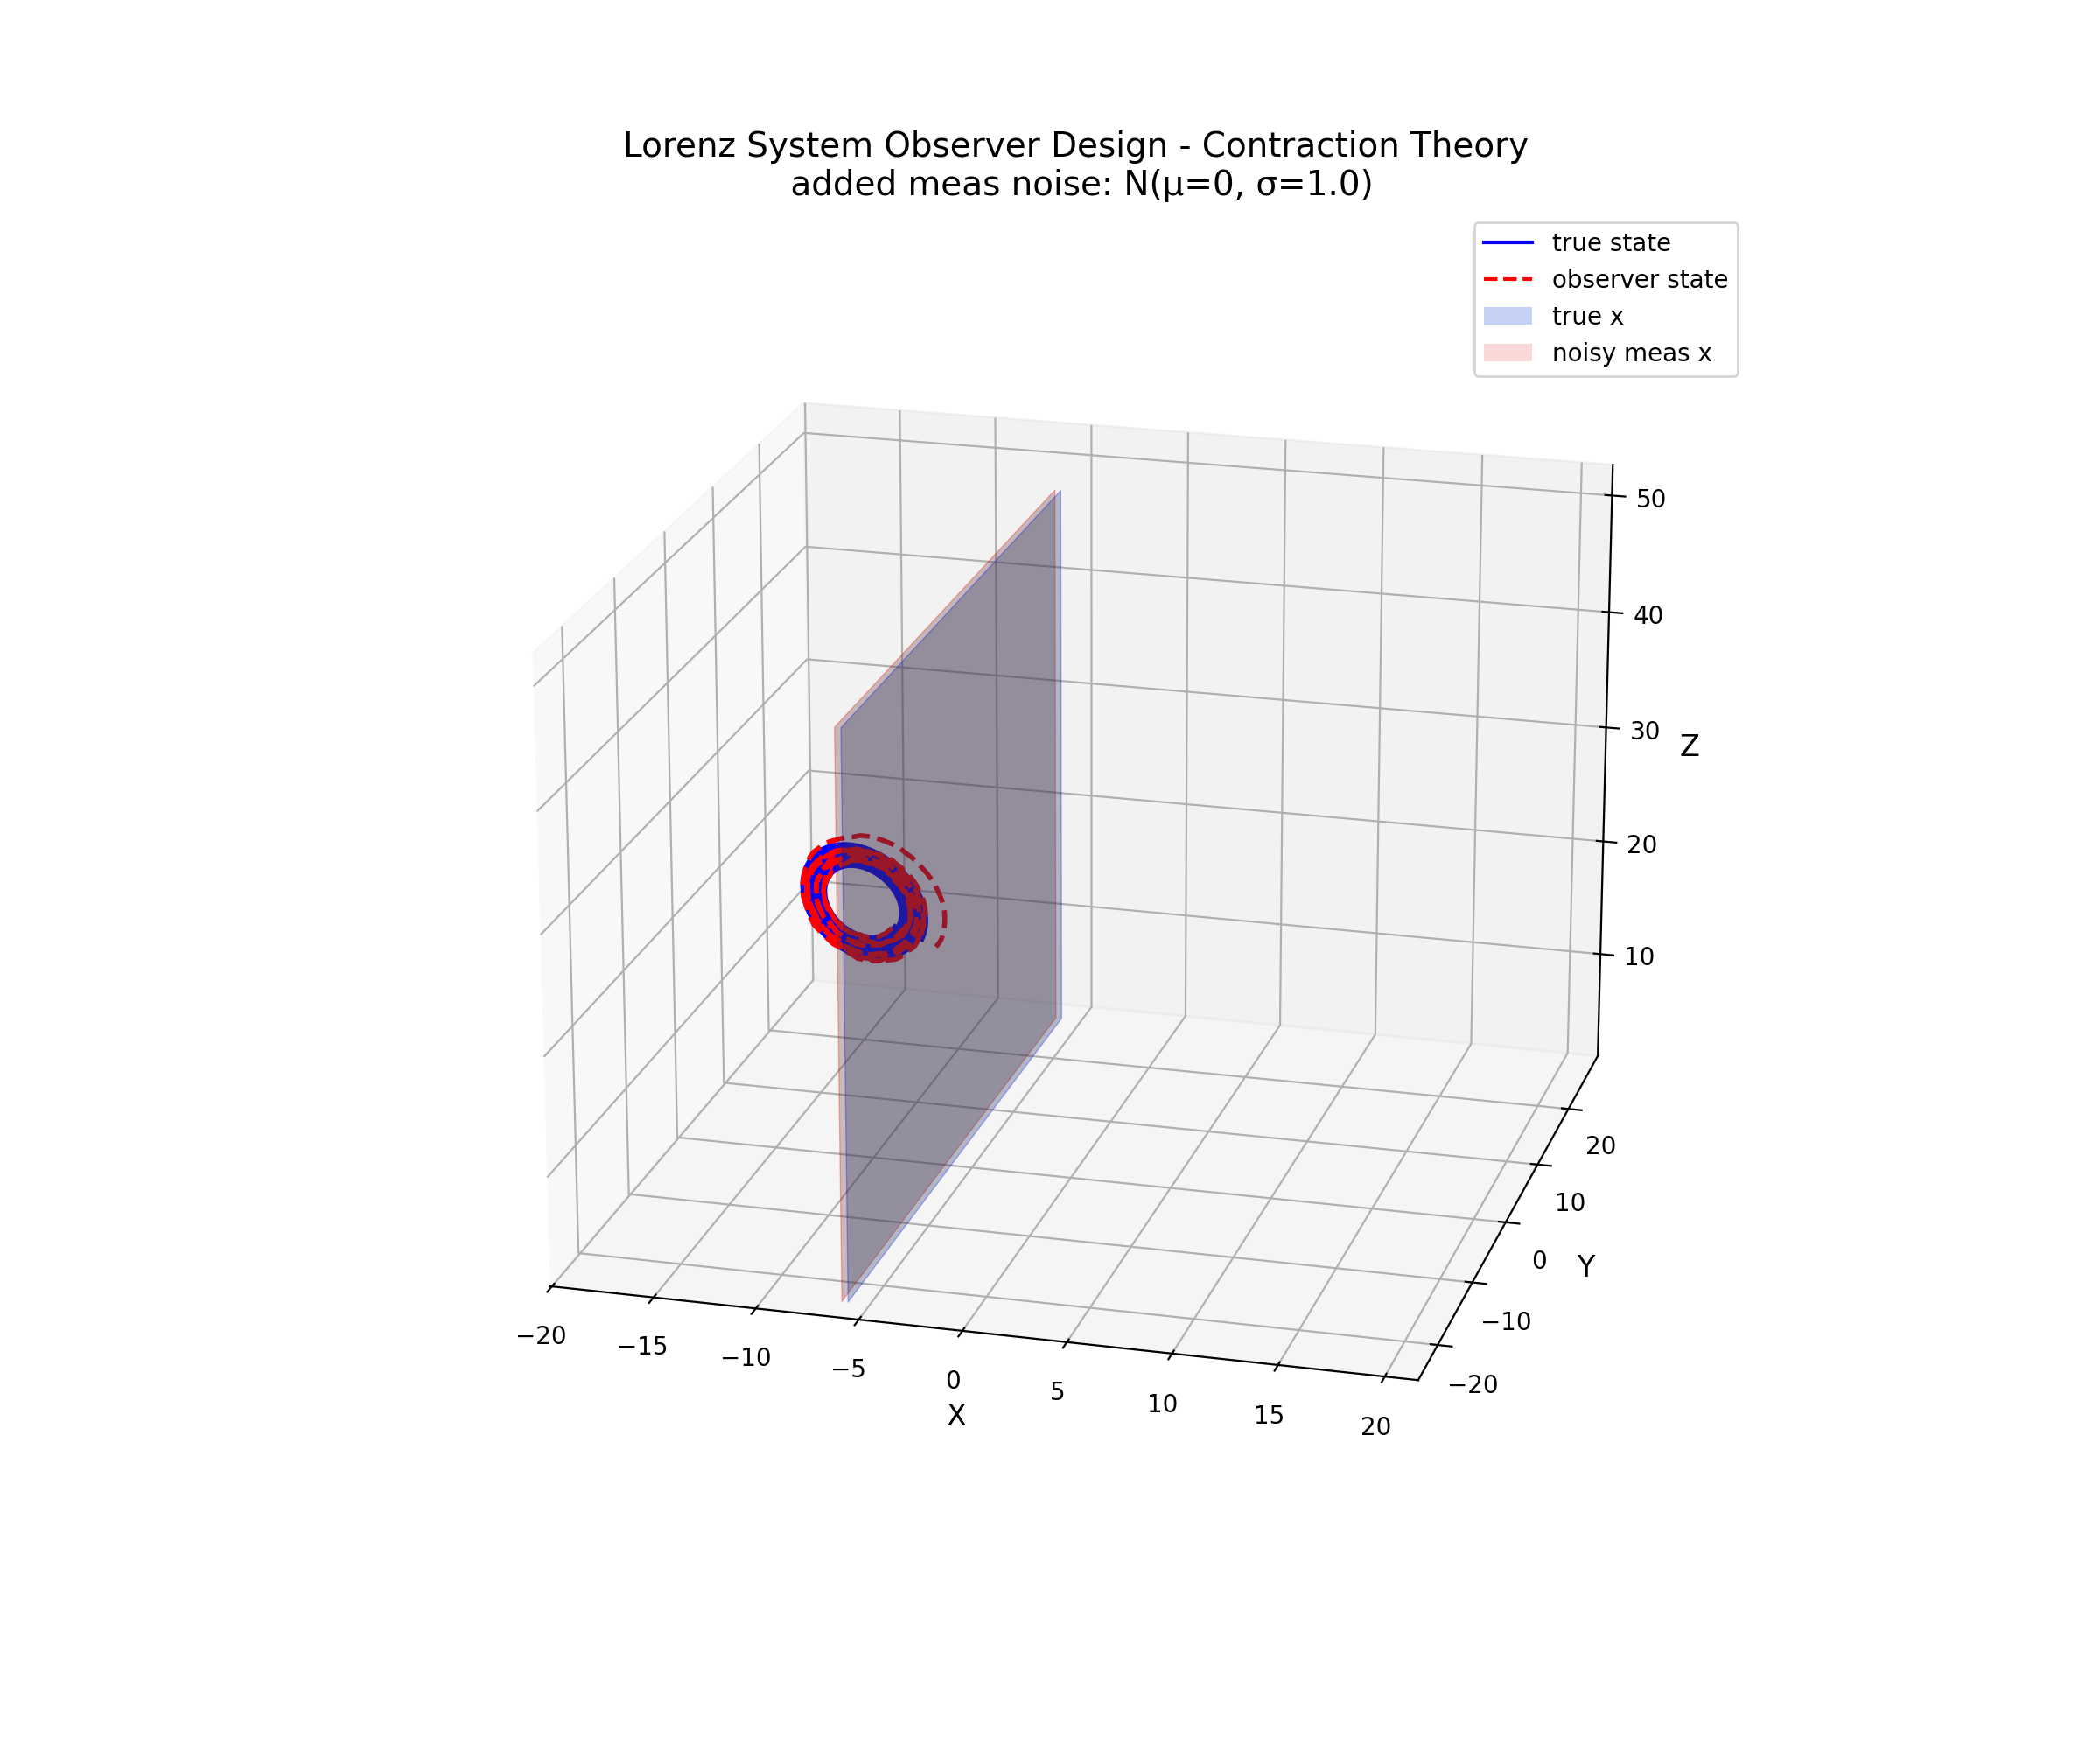 Lorenz System Observer Design - Contraction Theory
added meas noise: N(μ=0, σ=1.0)
true state
observer state
true x
noisy meas x
50
40
30
20
10
Z
20
10
0
−10
−20
Y
−20
−15
−10
−5
0
5
10
15
20
X